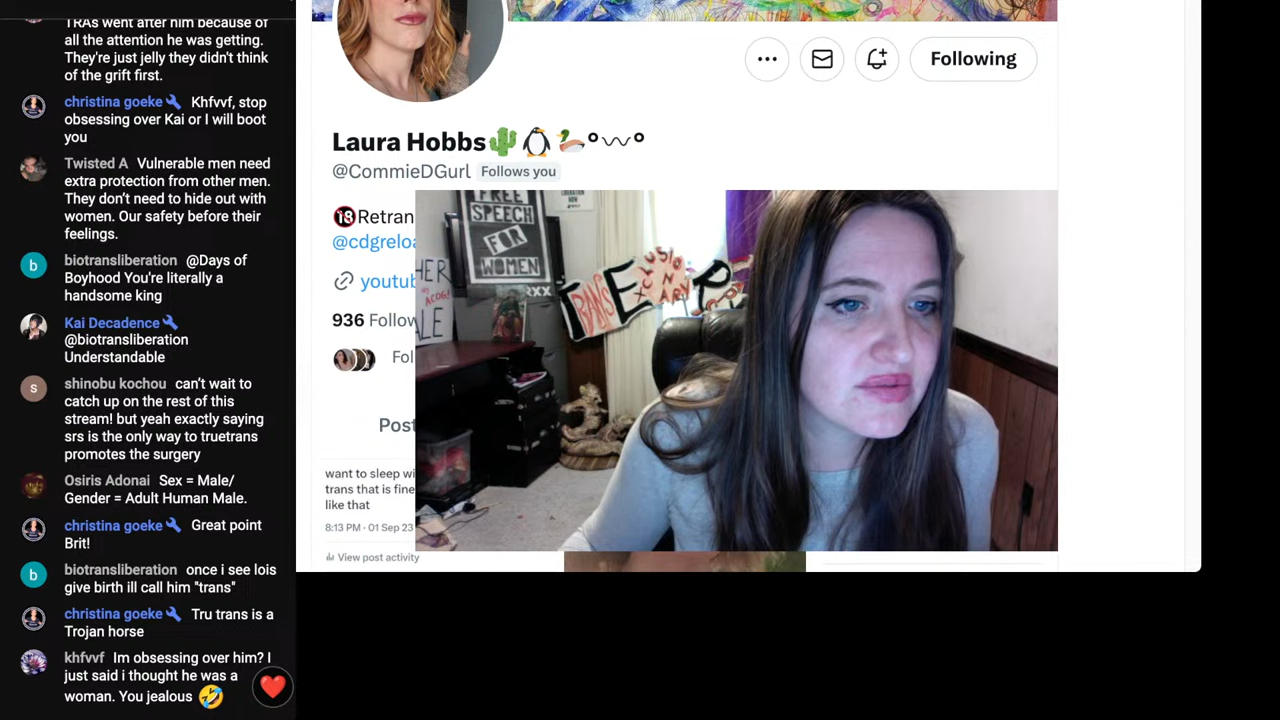 TRAs went after him because of
all the attention he was getting.
They're just jelly they didn't think
of the grift first.
christina goeke Khfvvf, stop
obsessing over Kai or I will boot
you
Twisted A Vulnerable men need
extra protection from other men.
They don't need to hide out with
women. Our safety before their
feelings.
b
biotransliberation @Days of
Boyhood You're literally a
handsome king
Kai Decadence
@biotransliberation
Understandable
s
shinobu kochou can't wait to
catch up on the rest of this
stream! but yeah exactly saying
srs is the only way to truetrans
promotes the surgery
Osiris Adonai Sex = Male/
Gender = Adult Human Male.
christina goeke Great point
Brit!
b
biotransliberation once i see lois
give birth ill call him "trans"
christina goeke Tru trans is a
Trojan horse
khfvvf Im obsessing over him? I
just said i thought he was a
woman. You jealous 🤣
Following
Laura Hobbs🌵🐧🦆°〰°
@CommieDGurl Follows you
🔞Retran
@cdgreloa
youtub
936 Follow
Fol
Post
want to sleep wi
trans that is fine
like that
8:13 PM · 01 Sep 23
View post activity
FREE
SPEECH
FOR
WOMEN
HER
ALE
XX
TRANS
EXCLUSIONARY
R